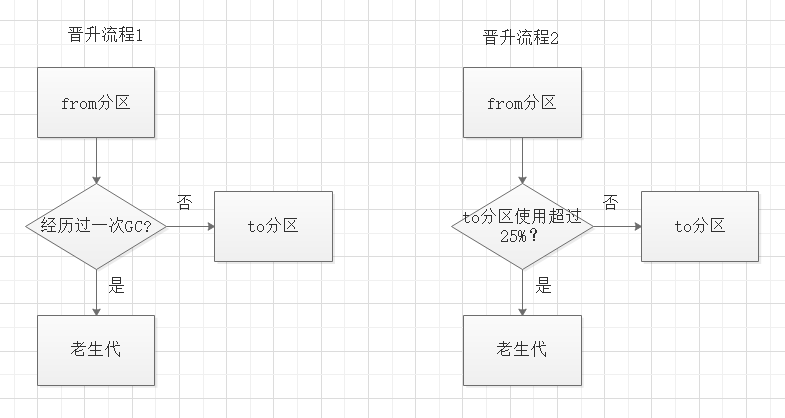 晋升流程1
from分区
经历过一次GC?
否
to分区
是
老生代
晋升流程2
from分区
to分区使用超过
25%?
否
to分区
是
老生代